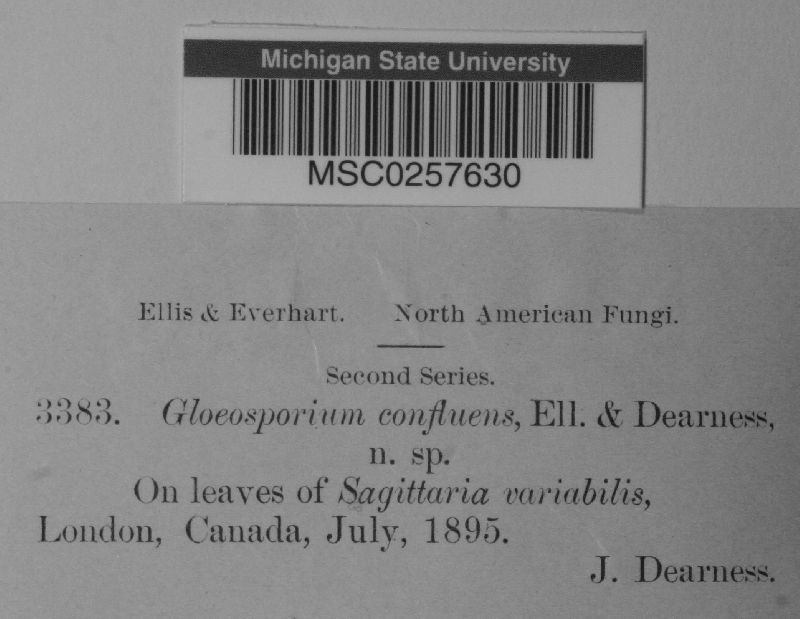 Michigan State University
MSC0257630
Ellis & Everhart. North American Fungi.
Second Series.
3383. Gloeosporium confluens, Ell. & Dearness,
n. sp.
On leaves of Sagittaria variabilis,
London, Canada, July, 1895.
J. Dearness.